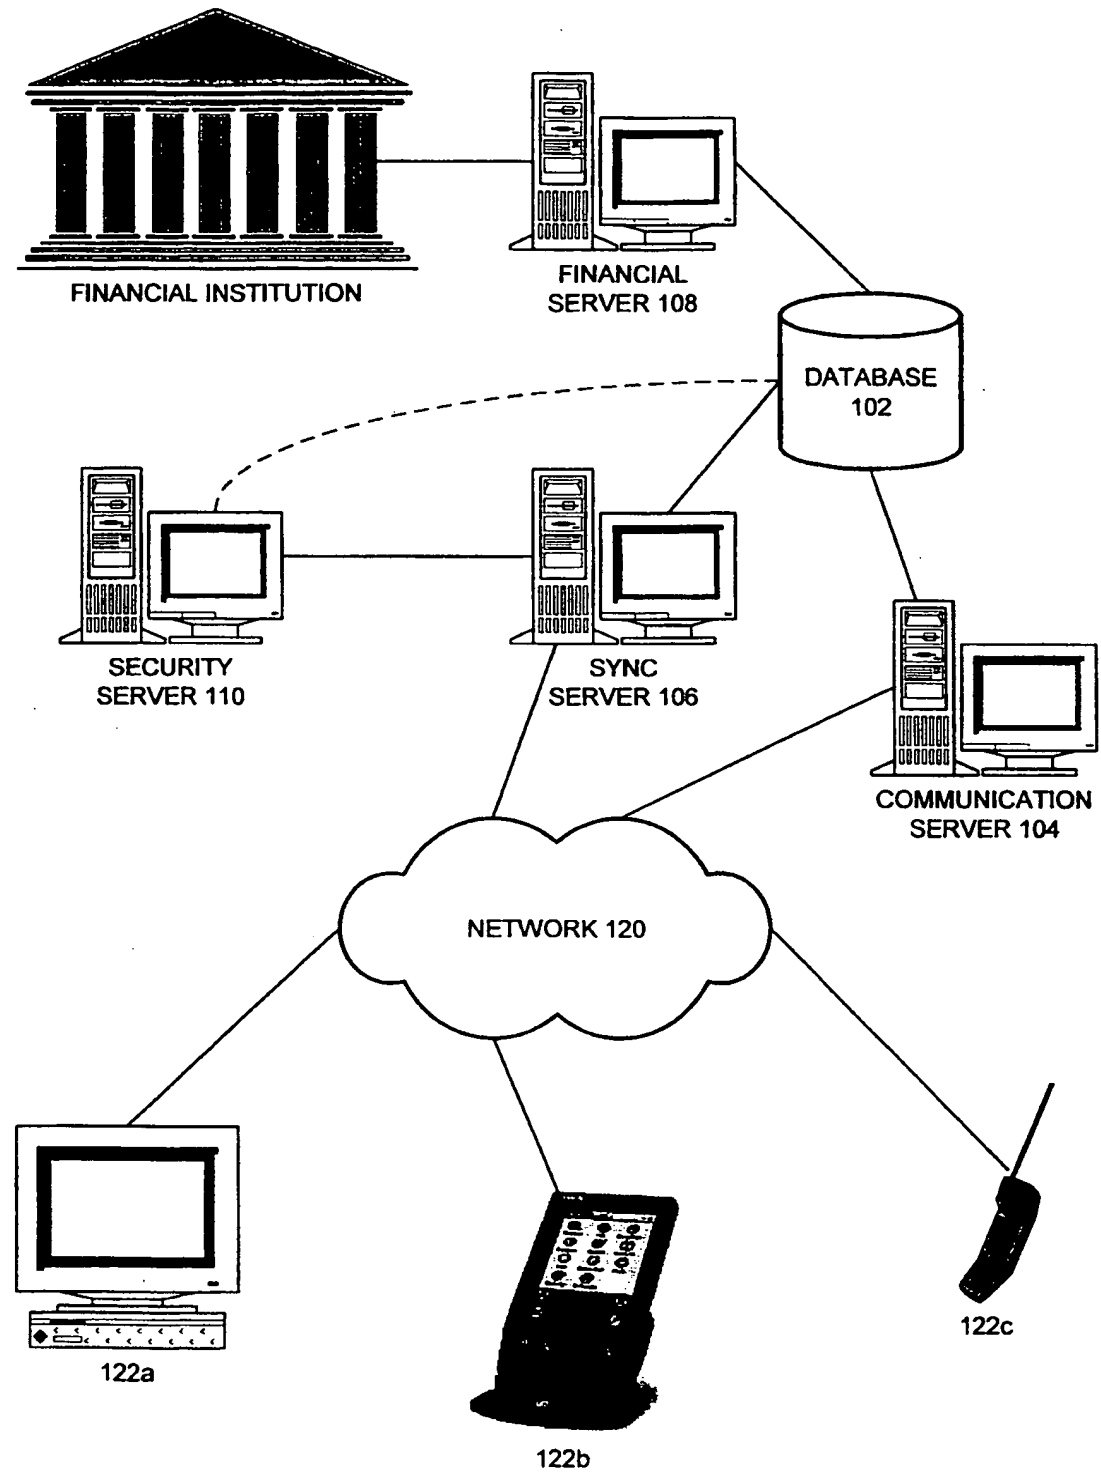 FINANCIAL INSTITUTION
FINANCIAL
SERVER 108
DATABASE
102
SECURITY
SERVER 110
SYNC
SERVER 106
COMMUNICATION
SERVER 104
NETWORK 120
122a
122b
122c